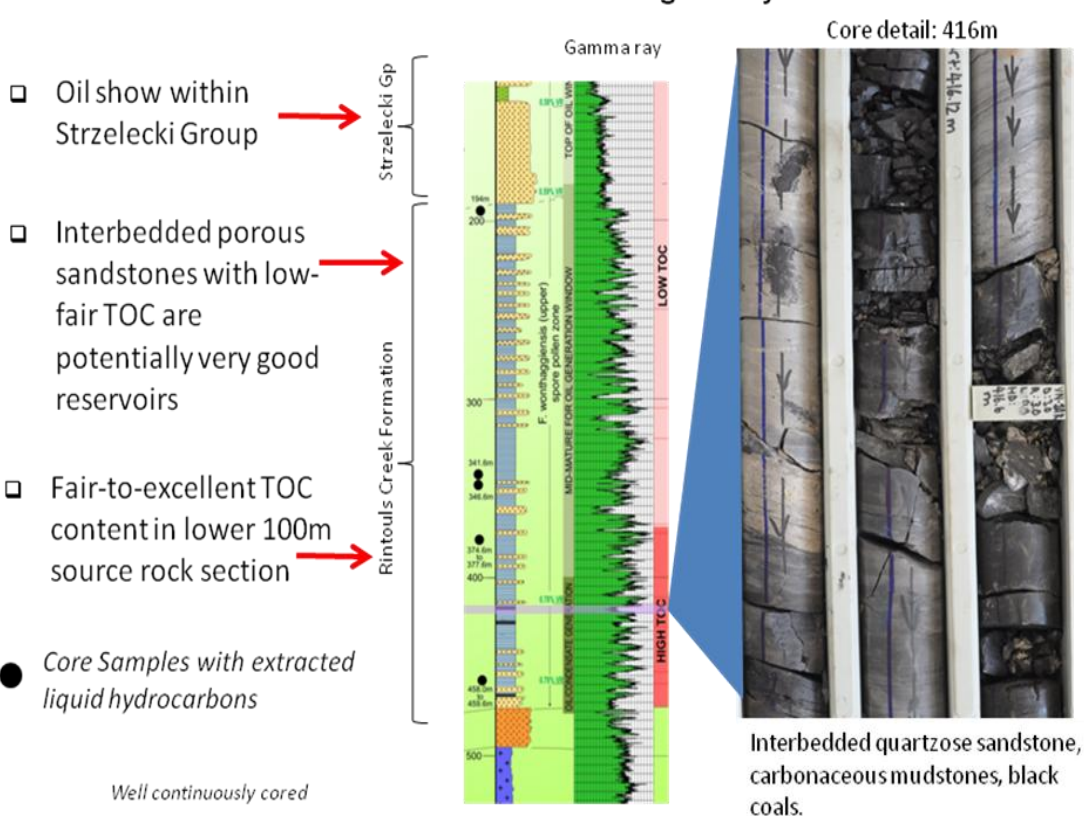 Core detail: 416m
Gamma ray
Oil show within
Strzelecki Group
Strzelecki Gp
Interbedded porous
sandstones with low-
fair TOC are
potentially very good
reservoirs
Rintouls Creek Formation
Fair-to-excellent TOC
content in lower 100m
source rock section
Core Samples with extracted
liquid hydrocarbons
Well continuously cored
194m
200
300
341.6m
346.6m
374.6m
to
377.6m
400
458.0m
to
459.6m
500
F. wonthaggiensis (upper)
spore pollen zone
TOP OF OIL WIN
MID-MATURE FOR OIL GENERATION WINDOW
OIL/CONDENSATE GENERATION
LOW TOC
HIGH TOC
416.12 m
Interbedded quartzose sandstone,
carbonaceous mudstones, black
coals.